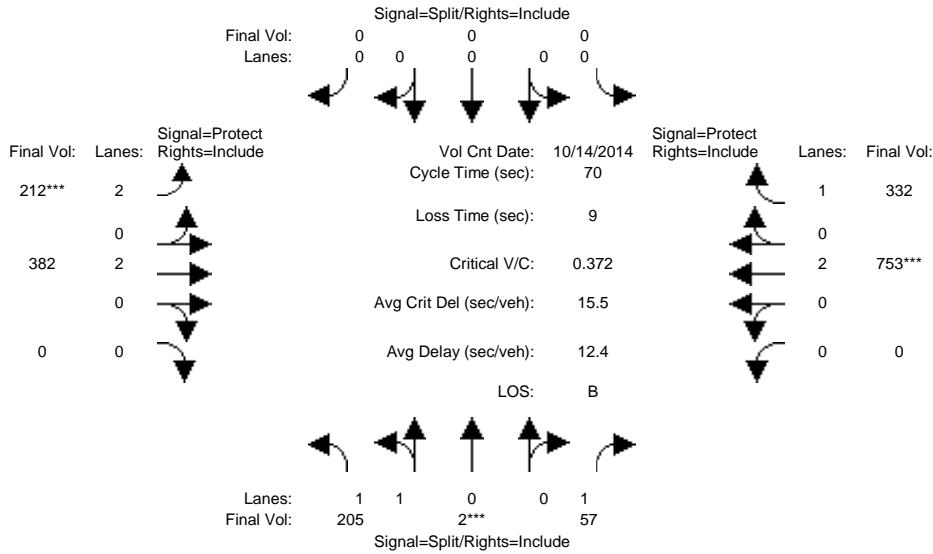 Signal=Split/Rights=Include
Final Vol: 0 0 0
Lanes: 0 0 0 0 0
Signal=Protect Signal=Protect
Final Vol: Lanes: Rights=Include Vol Cnt Date: 10/14/2014 Rights=Include Lanes: Final Vol:
Cycle Time (sec): 70
212*** 2 1 332
Loss Time (sec): 9
0 0
382 2 Critical V/C: 0.372 2 753***
0 Avg Crit Del (sec/veh): 15.5 0
0 0 Avg Delay (sec/veh): 12.4 0 0
LOS: B
Lanes: 1 1 0 0 1
Final Vol: 205 2*** 57
Signal=Split/Rights=Include